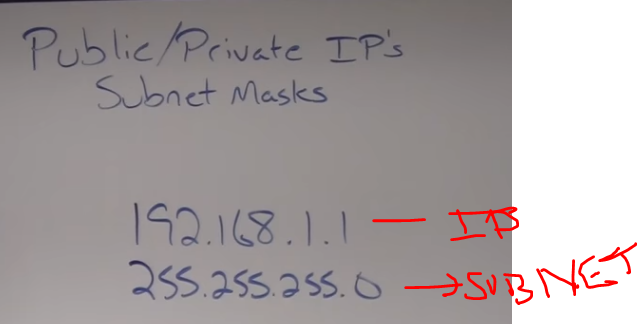 Public/Private IP's
Subnet Masks
192.168.1.1 — IP
255.255.255.0 → SUBNET